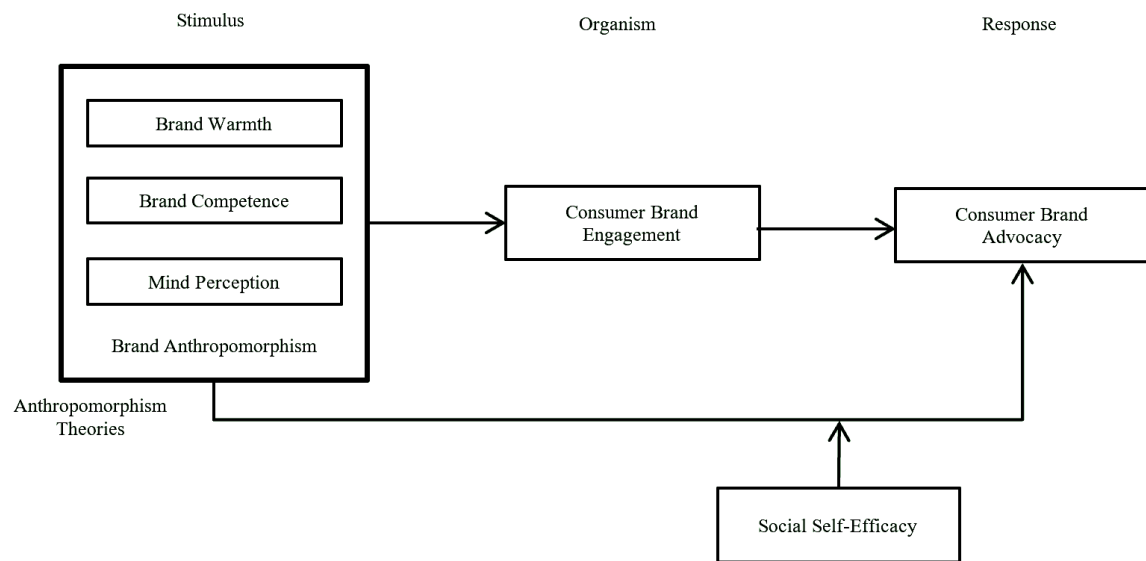 Stimulus
Organism
Response
Brand Warmth
Brand Competence
Mind Perception
Brand Anthropomorphism
Anthropomorphism
Theories
Consumer Brand
Engagement
Consumer Brand
Advocacy
Social Self-Efficacy